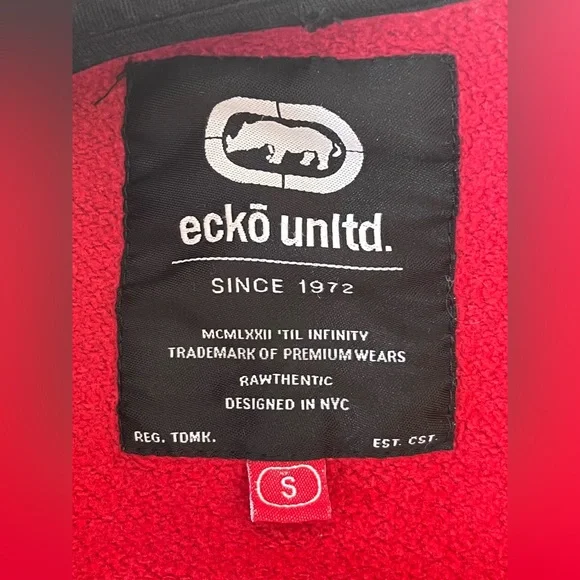 eckō unltd.
SINCE 1972
MCMLXXII 'TIL INFINITY
TRADEMARK OF PREMIUM WEARS
RAWTHENTIC
DESIGNED IN NYC
REG. TDMK. EST. CST.
S